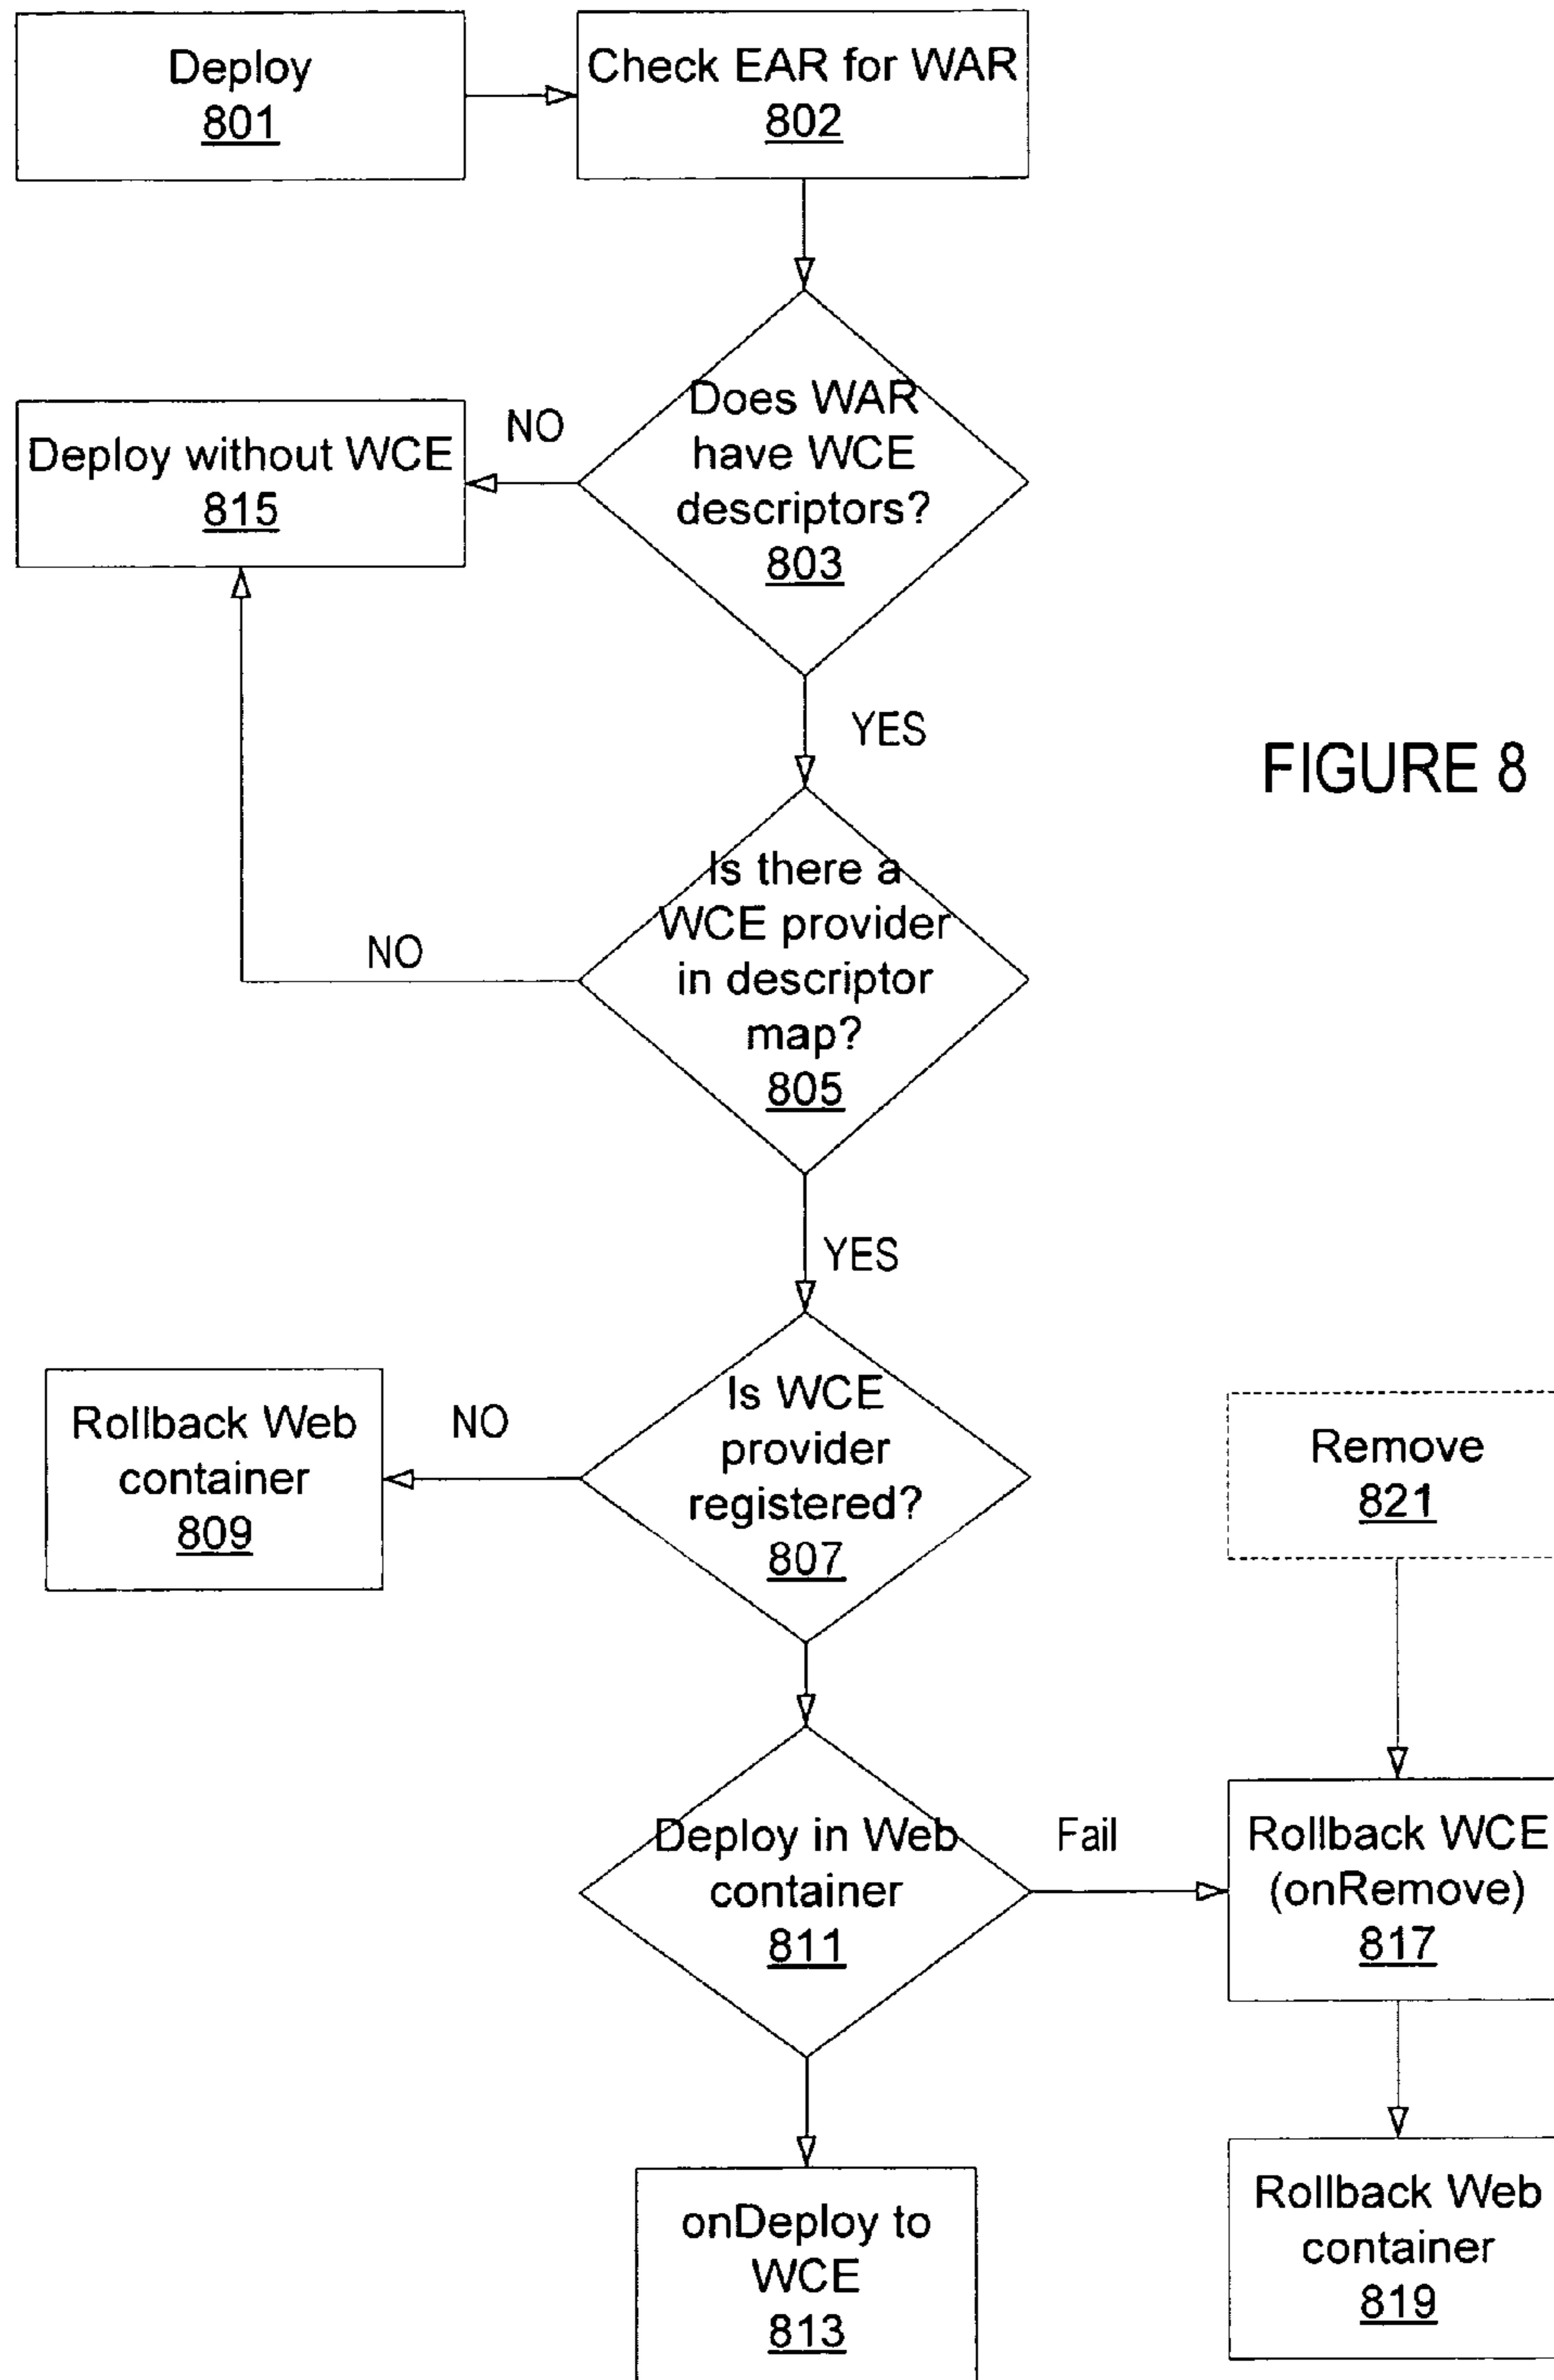 Deploy
801
Check EAR for WAR
802
Does WAR
have WCE
descriptors?
803
NO
Deploy without WCE
815
YES
FIGURE 8
Is there a
WCE provider
in descriptor
map?
805
NO
YES
Is WCE
provider
registered?
807
NO
Rollback Web
container
809
Remove
821
Deploy in Web
container
811
Fail
Rollback WCE
(onRemove)
817
onDeploy to
WCE
813
Rollback Web
container
819